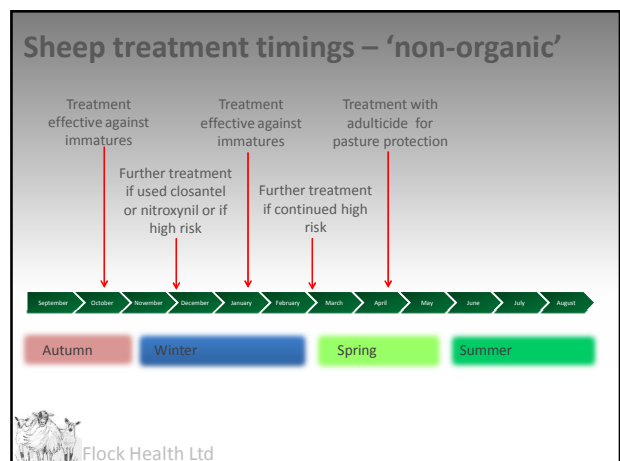 Sheep treatment timings – 'non-organic'
Treatment
effective against
immatures
Treatment
effective against
immatures
Treatment with
adulticide for
pasture protection
Further treatment
if used closantel
or nitroxynil or if
high risk
Further treatment
if continued high
risk
September October November December January February March April May June July August
Autumn Winter Spring Summer
Flock Health Ltd